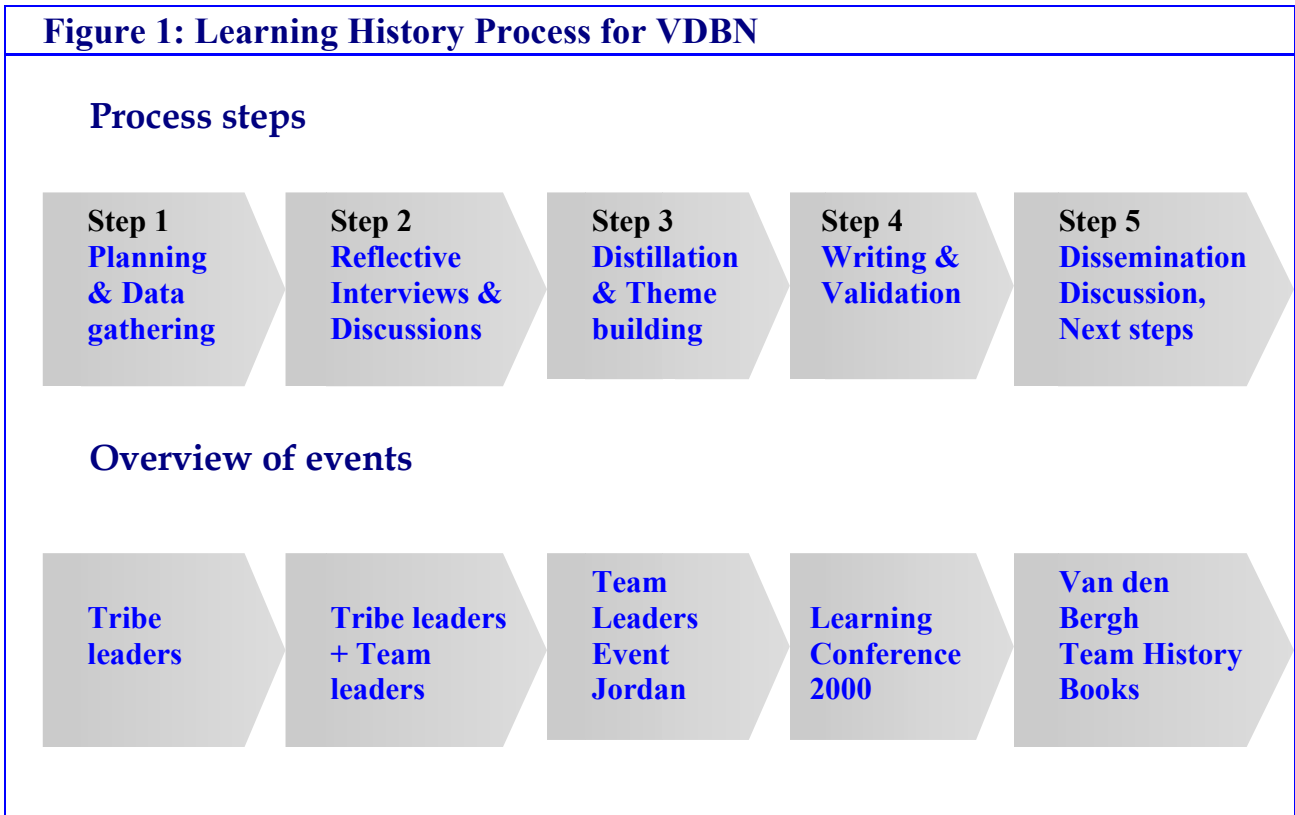 Figure 1: Learning History Process for VDBN
Process steps
Step 1
Planning
& Data
gathering
Step 2
Reflective
Interviews &
Discussions
Step 3
Distillation
& Theme
building
Step 4
Writing &
Validation
Step 5
Dissemination
Discussion,
Next steps
Overview of events
Tribe
leaders
Tribe leaders
+ Team
leaders
Team
Leaders
Event
Jordan
Learning
Conference
2000
Van den
Bergh
Team History
Books